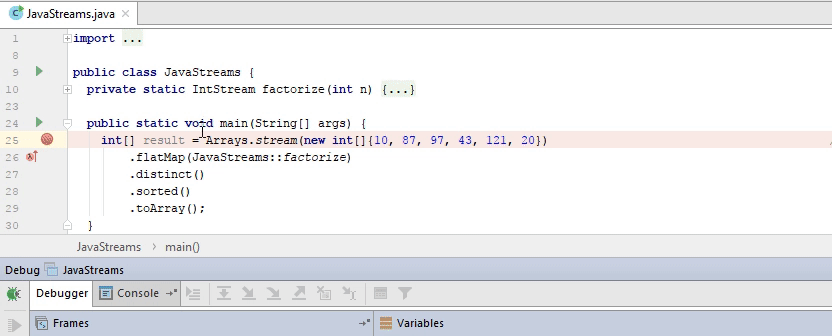 JavaStreams.java
1 import ...
8
9 public class JavaStreams {
10 private static IntStream factorize(int n) {...}
23
24 public static void main(String[] args) {
25 int[] result = Arrays.stream(new int[]{10, 87, 97, 43, 121, 20})
26 .flatMap(JavaStreams::factorize)
27 .distinct()
28 .sorted()
29 .toArray();
30 }
JavaStreams > main()
Debug JavaStreams
Debugger Console
Frames Variables